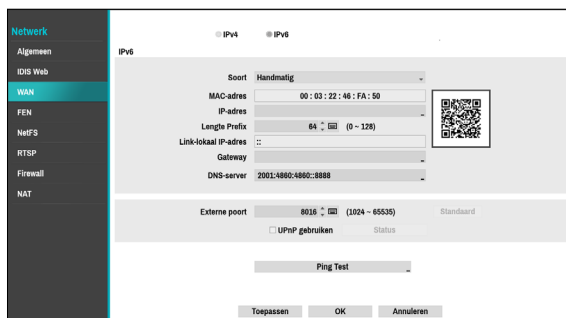 Netwerk
Algemeen
IDIS Web
WAN
FEN
NetFS
RTSP
Firewall
NAT
IPv4 IPv6
IPv6
Soort Handmatig
MAC-adres 00 : 03 : 22 : 46 : FA : 50
IP-adres
Lengte Prefix 64 (0 ~ 128)
Link-lokaal IP-adres ::
Gateway
DNS-server 2001:4860:4860::8888
Externe poort 8016 (1024 ~ 65535) Standaard
UPnP gebruiken Status
Ping Test
Toepassen OK Annuleren